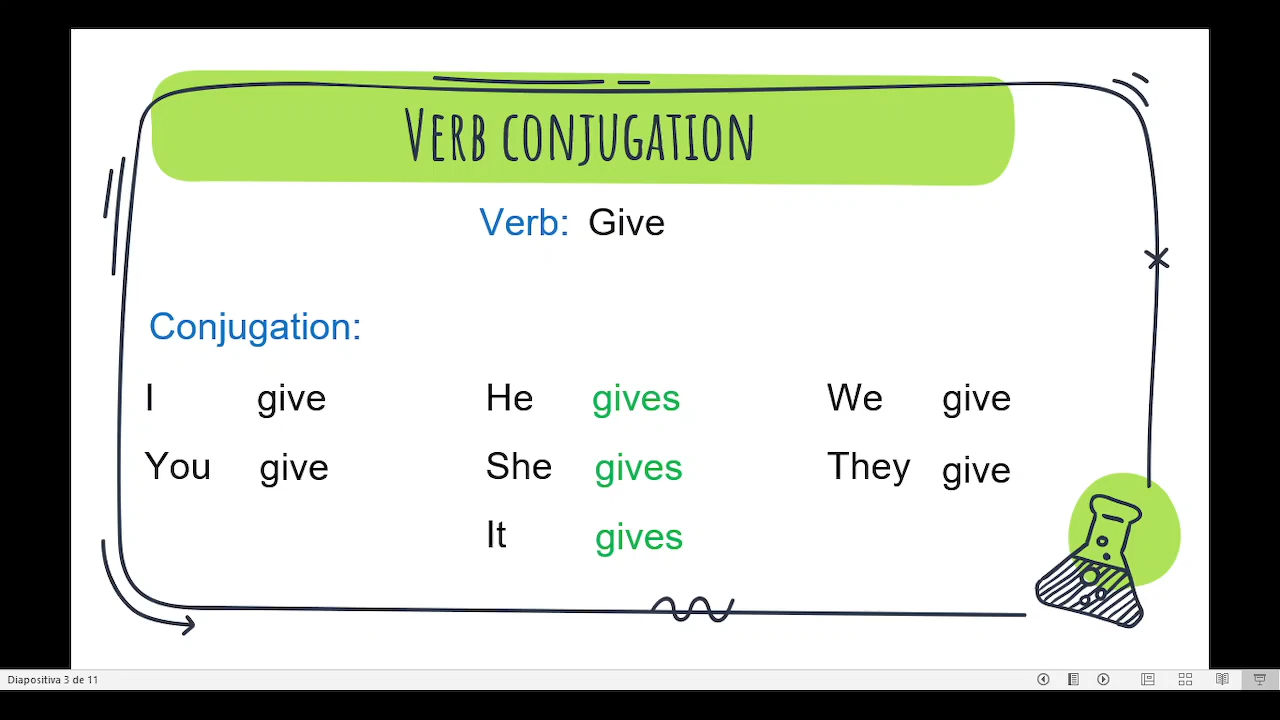 Verb conjugation
Verb: Give
Conjugation:
I give He gives We give
You give She gives They give
It gives
Diapositiva 3 de 11